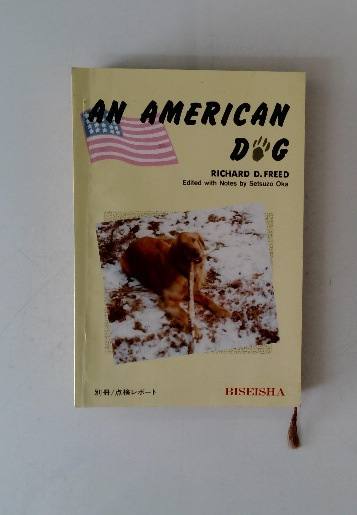 AN AMERICAN
DOG
RICHARD D. FREED
Edited with Notes by Setsuzo Oka
別冊/点検レポート
BISEISHA